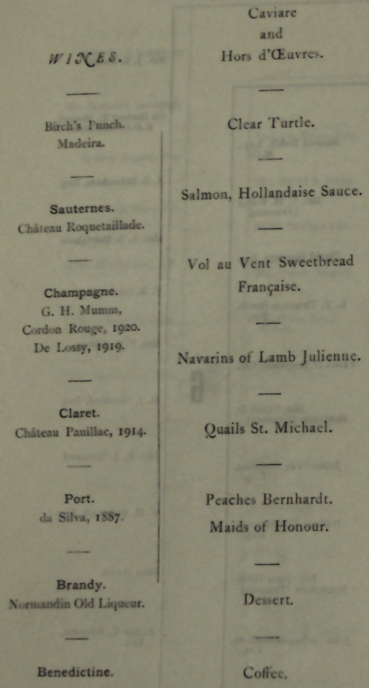 WINES.
Birch's Punch.
Madeira.
Sauternes.
Château Roquetaillade.
Champagne.
G. H. Mumm,
Cordon Rouge, 1920.
De Lossy, 1919.
Claret.
Château Pauillac, 1914.
Port.
da Silva, 1887.
Brandy.
Normandin Old Liqueur.
Benedictine.
Caviare
and
Hors d'Œuvres.
Clear Turtle.
Salmon, Hollandaise Sauce.
Vol au Vent Sweetbread
Française.
Navarins of Lamb Julienne.
Quails St. Michael.
Peaches Bernhardt.
Maids of Honour.
Dessert.
Coffee.